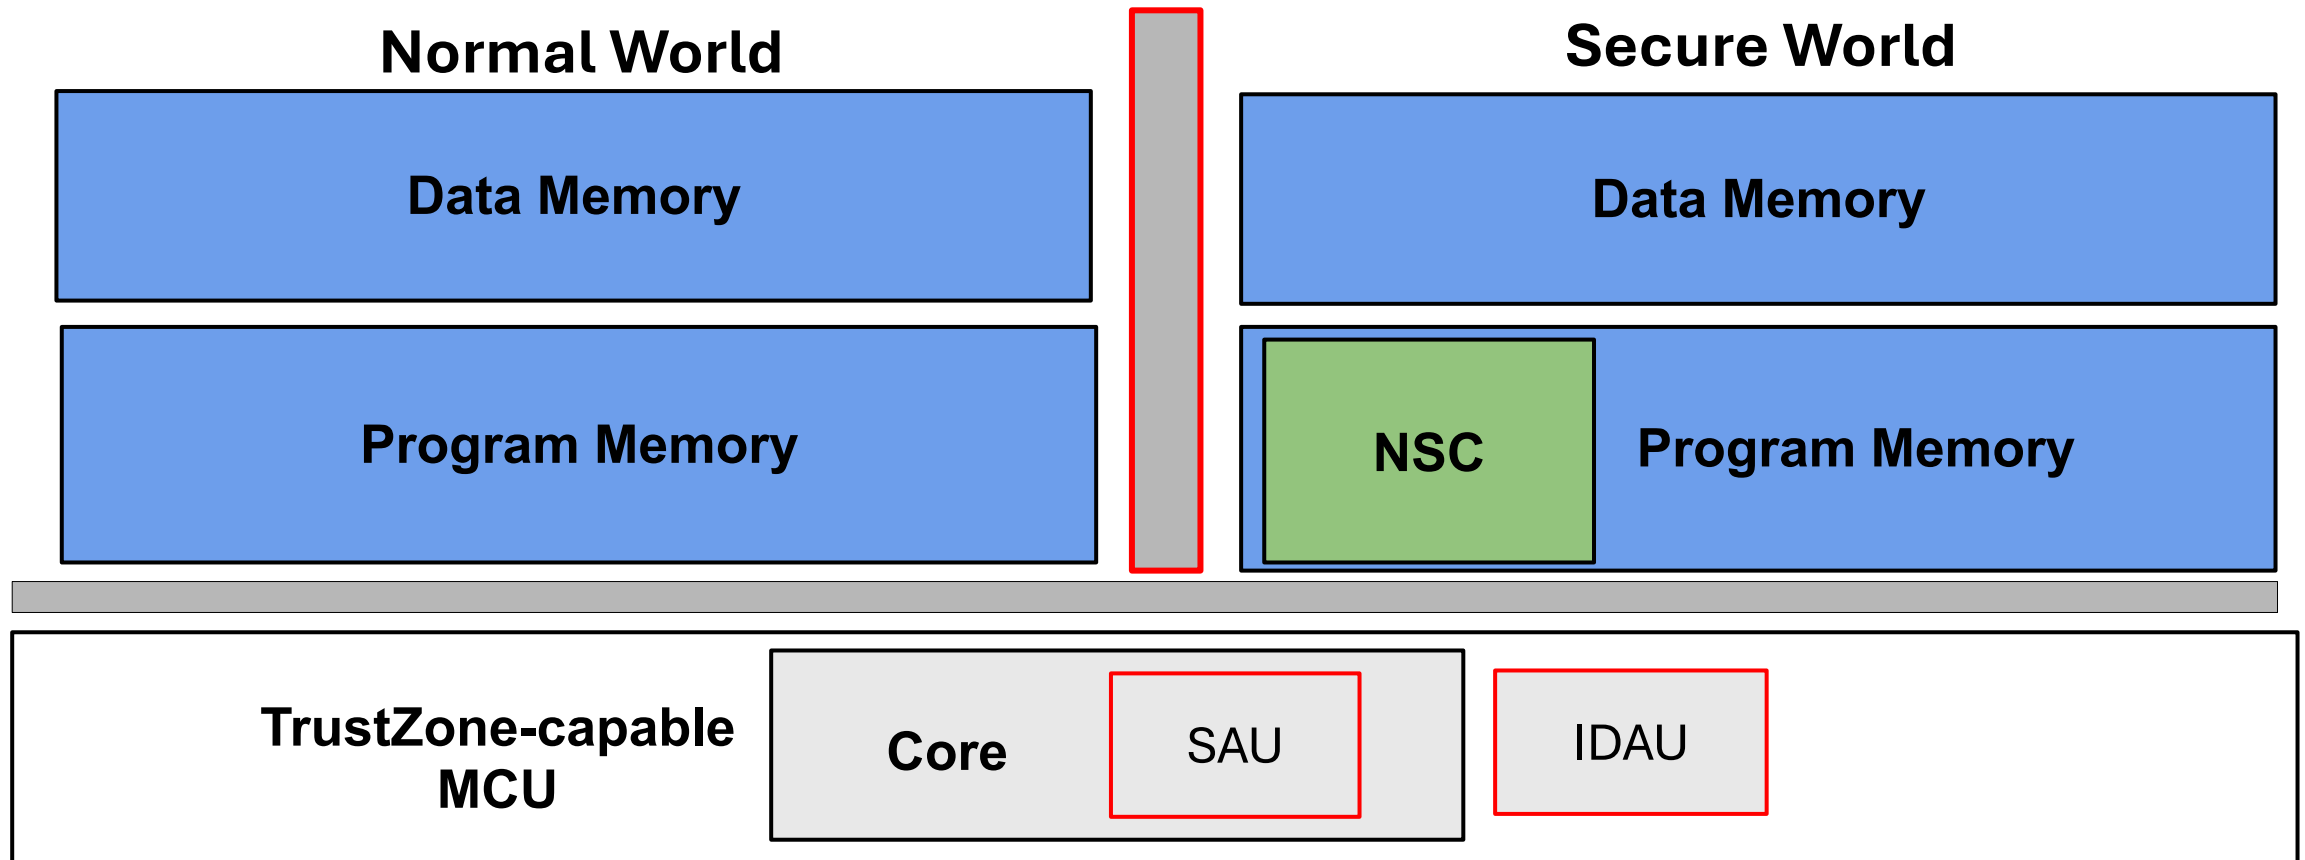 Normal World
Secure World
Data Memory
Data Memory
Program Memory
NSC
Program Memory
TrustZone-capable
MCU
Core
SAU
IDAU